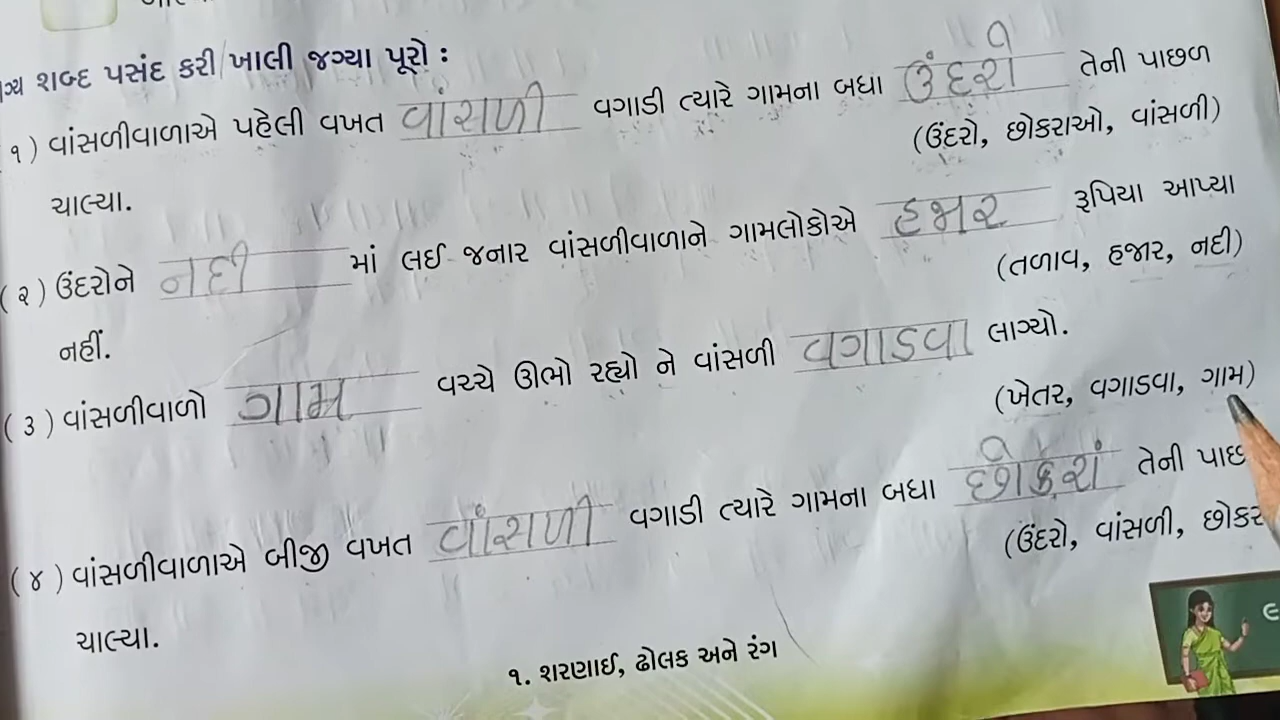 શબ્દ પસંદ કરી ખાલી જગ્યા પૂરો :
૧) વાંસળીવાળાએ પહેલી વખત વાંસળી વગાડી ત્યારે ગામના બધા ઉંદરો તેની પાછળ
(ઉંદરો, છોકરાઓ, વાંસળી)
ચાલ્યા.
(૨) ઉંદરોને નદી માં લઈ જનાર વાંસળીવાળાને ગામલોકોએ હજાર રૂપિયા આપ્યા
(તળાવ, હજાર, નદી)
નહીં.
(૩) વાંસળીવાળો ગામ વચ્ચે ઊભો રહ્યો ને વાંસળી વગાડવા લાગ્યો.
(ખેતર, વગાડવા, ગામ)
(૪) વાંસળીવાળાએ બીજી વખત વાંસળી વગાડી ત્યારે ગામના બધા છોકરાં તેની પાછ
(ઉંદરો, વાંસળી, છોકર
ચાલ્યા.
૧. શરણાઈ, ઢોલક અને રંગ
૯